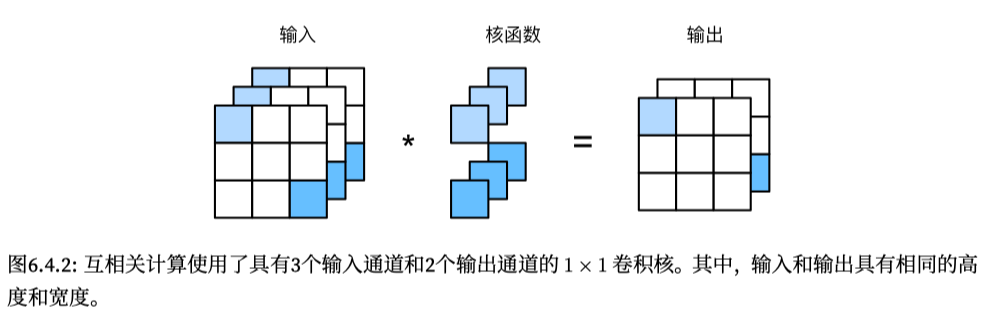 输入 核函数 输出
* =
图6.4.2: 互相关计算使用了具有3个输入通道和2个输出通道的 1 × 1 卷积核。其中，输入和输出具有相同的高
度和宽度。